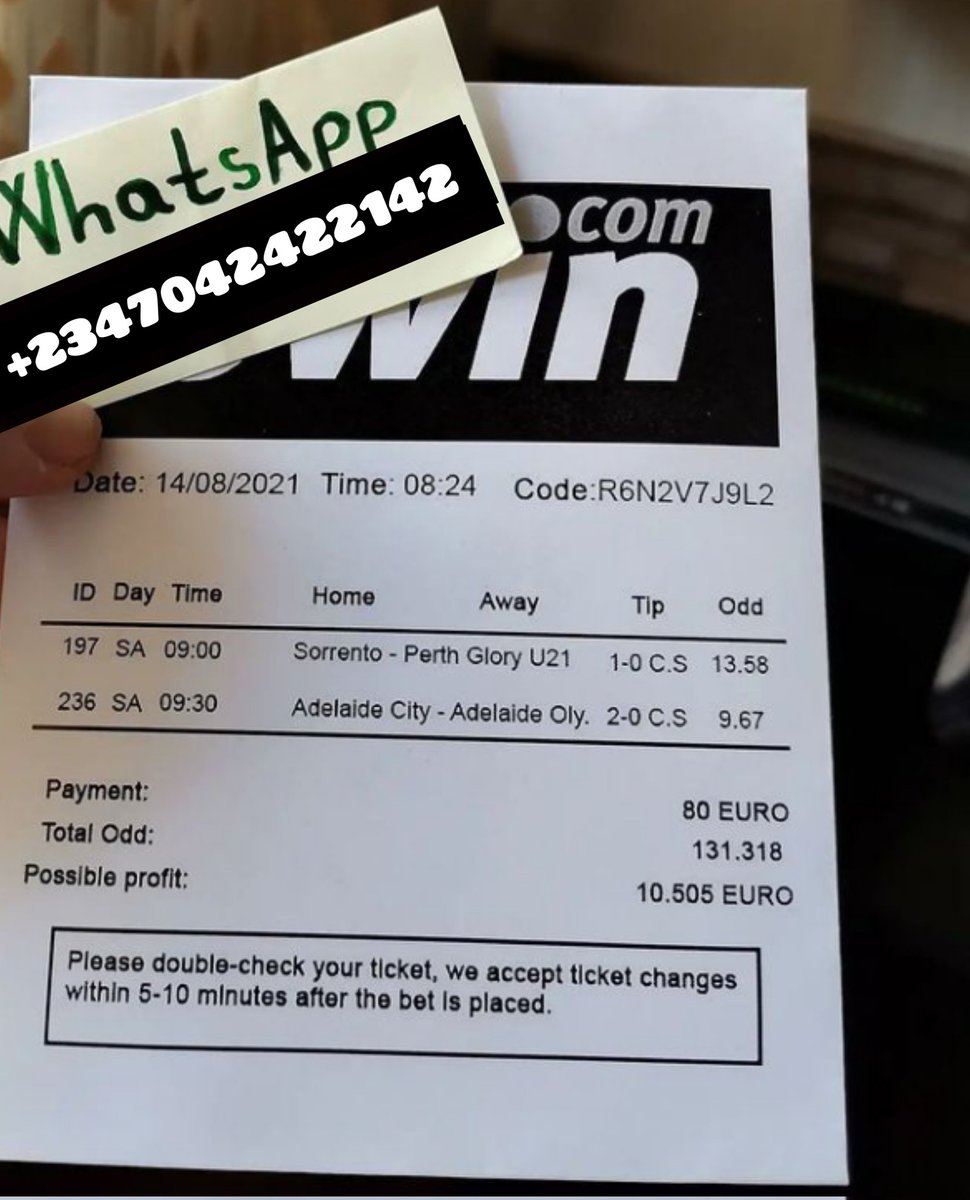 WhatsApp
+2347042422142
.com
win
Date: 14/08/2021 Time: 08:24 Code:R6N2V7J9L2
ID Day Time Home Away Tip Odd
197 SA 09:00 Sorrento - Perth Glory U21 1-0 C.S 13.58
236 SA 09:30 Adelaide City - Adelaide Oly. 2-0 C.S 9.67
Payment: 80 EURO
Total Odd: 131.318
Possible profit: 10.505 EURO
Please double-check your ticket, we accept ticket changes
within 5-10 minutes after the bet is placed.